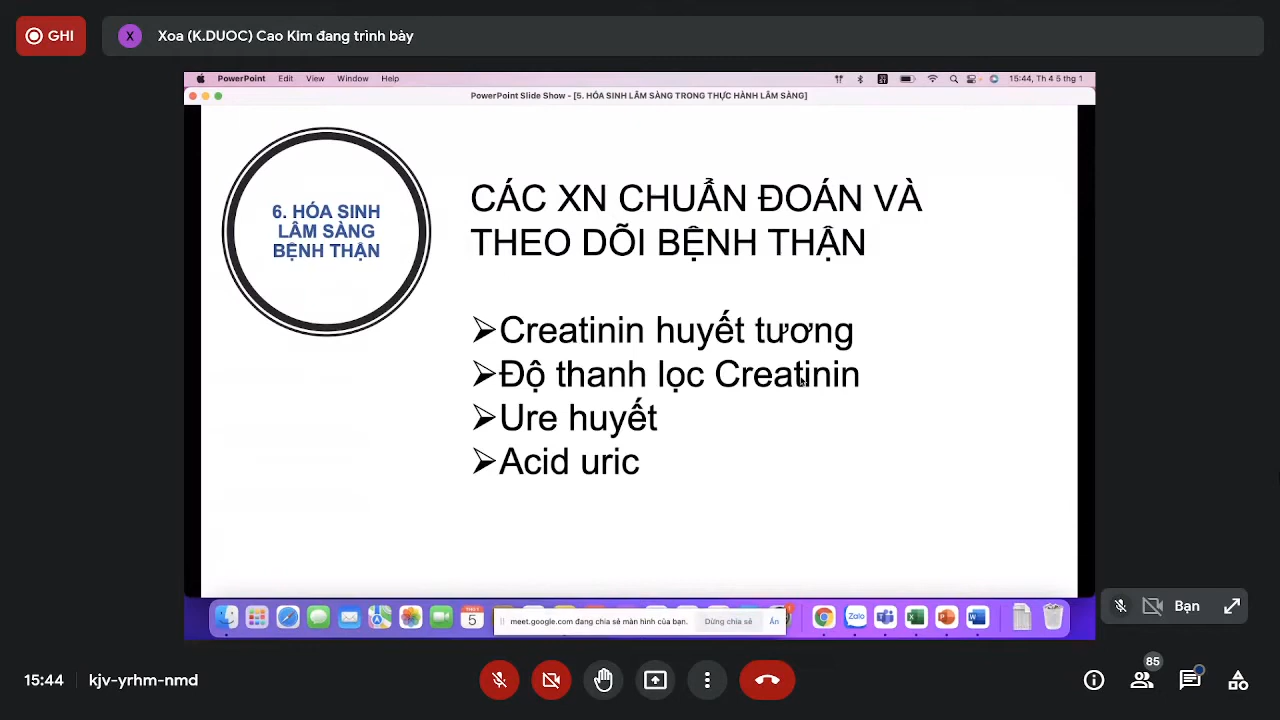 GHI
X
Xoa (K.DUOC) Cao Kim đang trình bày
PowerPoint Edit View Window Help
15:44, Th 4 5 thg 1
PowerPoint Slide Show - [5. HÓA SINH LÂM SÀNG TRONG THỰC HÀNH LÂM SÀNG]
6. HÓA SINH
LÂM SÀNG
BỆNH THẬN
CÁC XN CHUẨN ĐOÁN VÀ
THEO DÕI BỆNH THẬN
➢Creatinin huyết tương
➢Độ thanh lọc Creatinin
➢Ure huyết
➢Acid uric
5
meet.google.com đang chia sẻ màn hình của bạn.
Dừng chia sẻ
Ẩn
Zalo
Bạn
15:44
kjv-yrhm-nmd
85